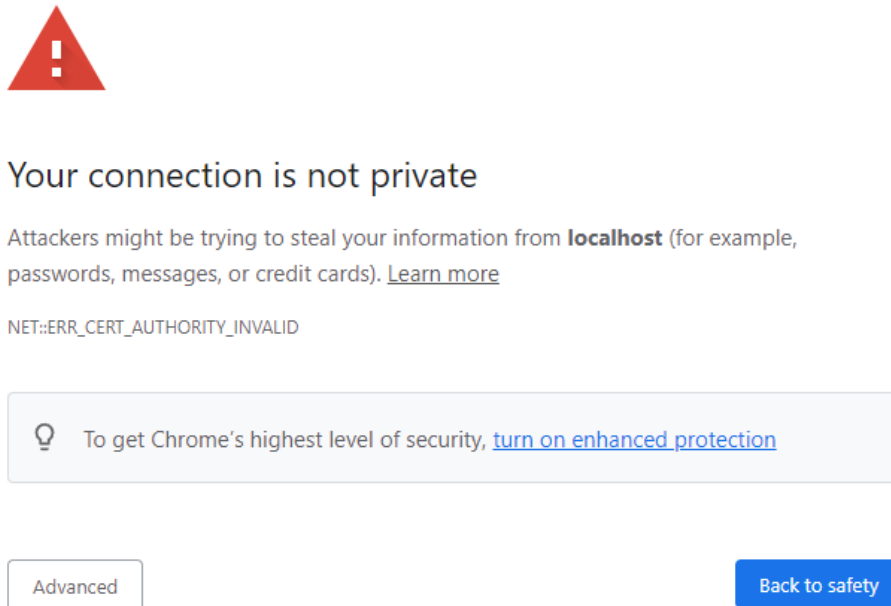 Your connection is not private
Attackers might be trying to steal your information from localhost (for example,
passwords, messages, or credit cards). Learn more
NET::ERR_CERT_AUTHORITY_INVALID
To get Chrome’s highest level of security, turn on enhanced protection
Advanced
Back to safety